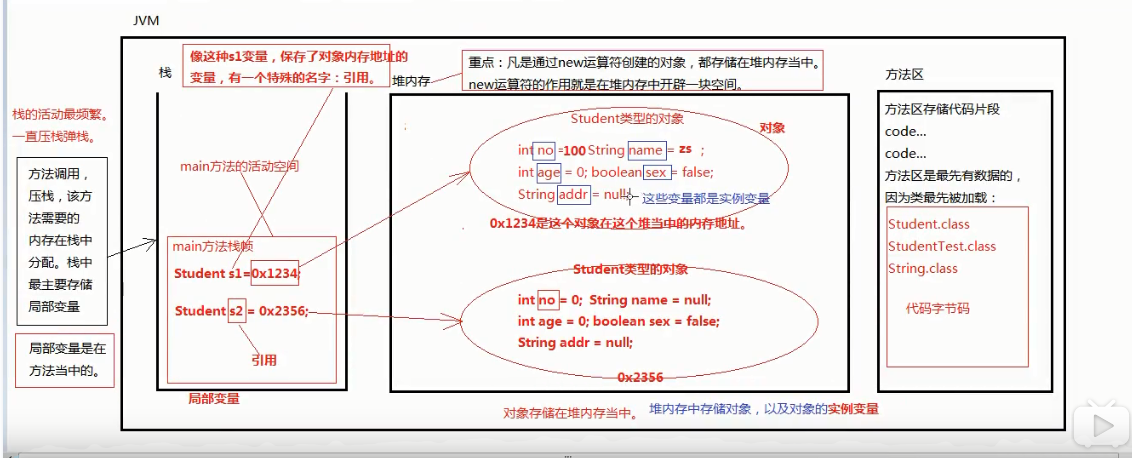 JVM
像这种s1变量，保存了对象内存地址的
变量，有一个特殊的名字：引用。
重点：凡是通过new运算符创建的对象，都存储在堆内存当中。
new运算符的作用就是在堆内存中开辟一块空间。
栈
堆内存
方法区
栈的活动最频繁。
一直压栈弹栈。
方法调用，
压栈，该方
法需要的
内存在栈中
分配。栈中
最主要存储
局部变量
局部变量是在
方法当中的。
main方法的活动空间
main方法栈帧
Student s1=0x1234;
Student s2 = 0x2356;
引用
局部变量
Student类型的对象
对象
int no =100 String name = zs ;
int age = 0; boolean sex = false;
String addr = null;
这些变量都是实例变量
0x1234是这个对象在这个堆当中的内存地址。
Student类型的对象
int no = 0; String name = null;
int age = 0; boolean sex = false;
String addr = null;
0x2356
对象存储在堆内存当中。
堆内存中存储对象，以及对象的实例变量
方法区存储代码片段
code...
code...
方法区是最先有数据的，
因为类最先被加载：
Student.class
StudentTest.class
String.class
代码字节码